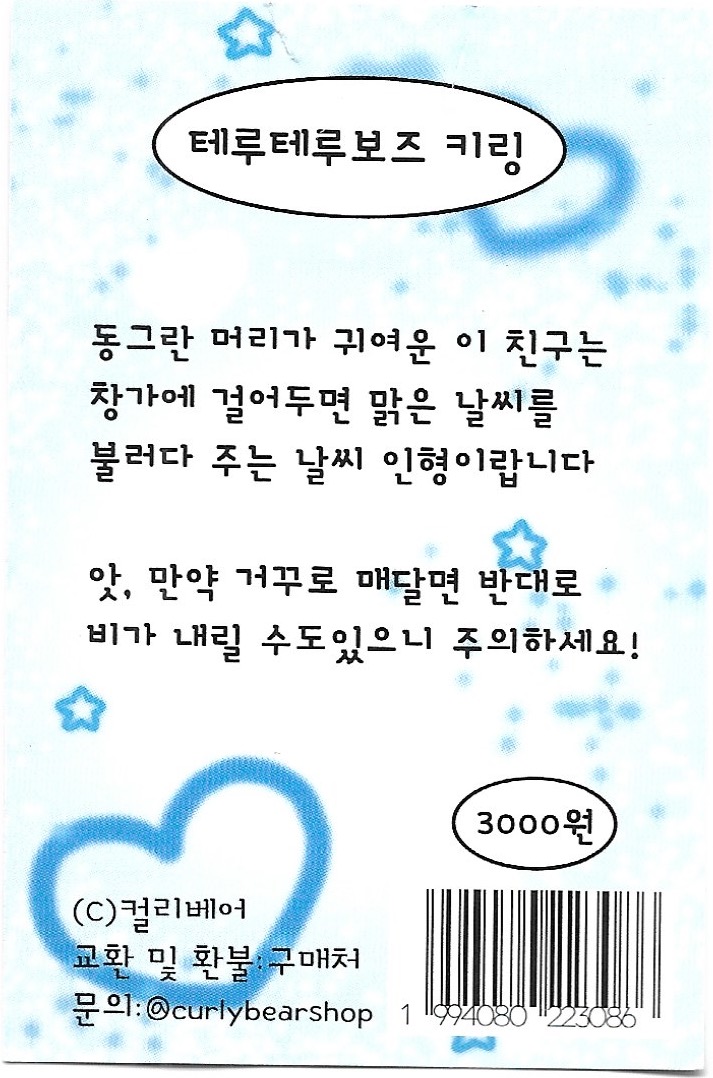 테루테루보즈 키링
동그란 머리가 귀여운 이 친구는
창가에 걸어두면 맑은 날씨를
불러다 주는 날씨 인형이랍니다
앗, 만약 거꾸로 매달면 반대로
비가 내릴 수도있으니 주의하세요!
3000원
(C)컬리베어
교환 및 환불:구매처
문의:@curlybearshop
1 994080 223086